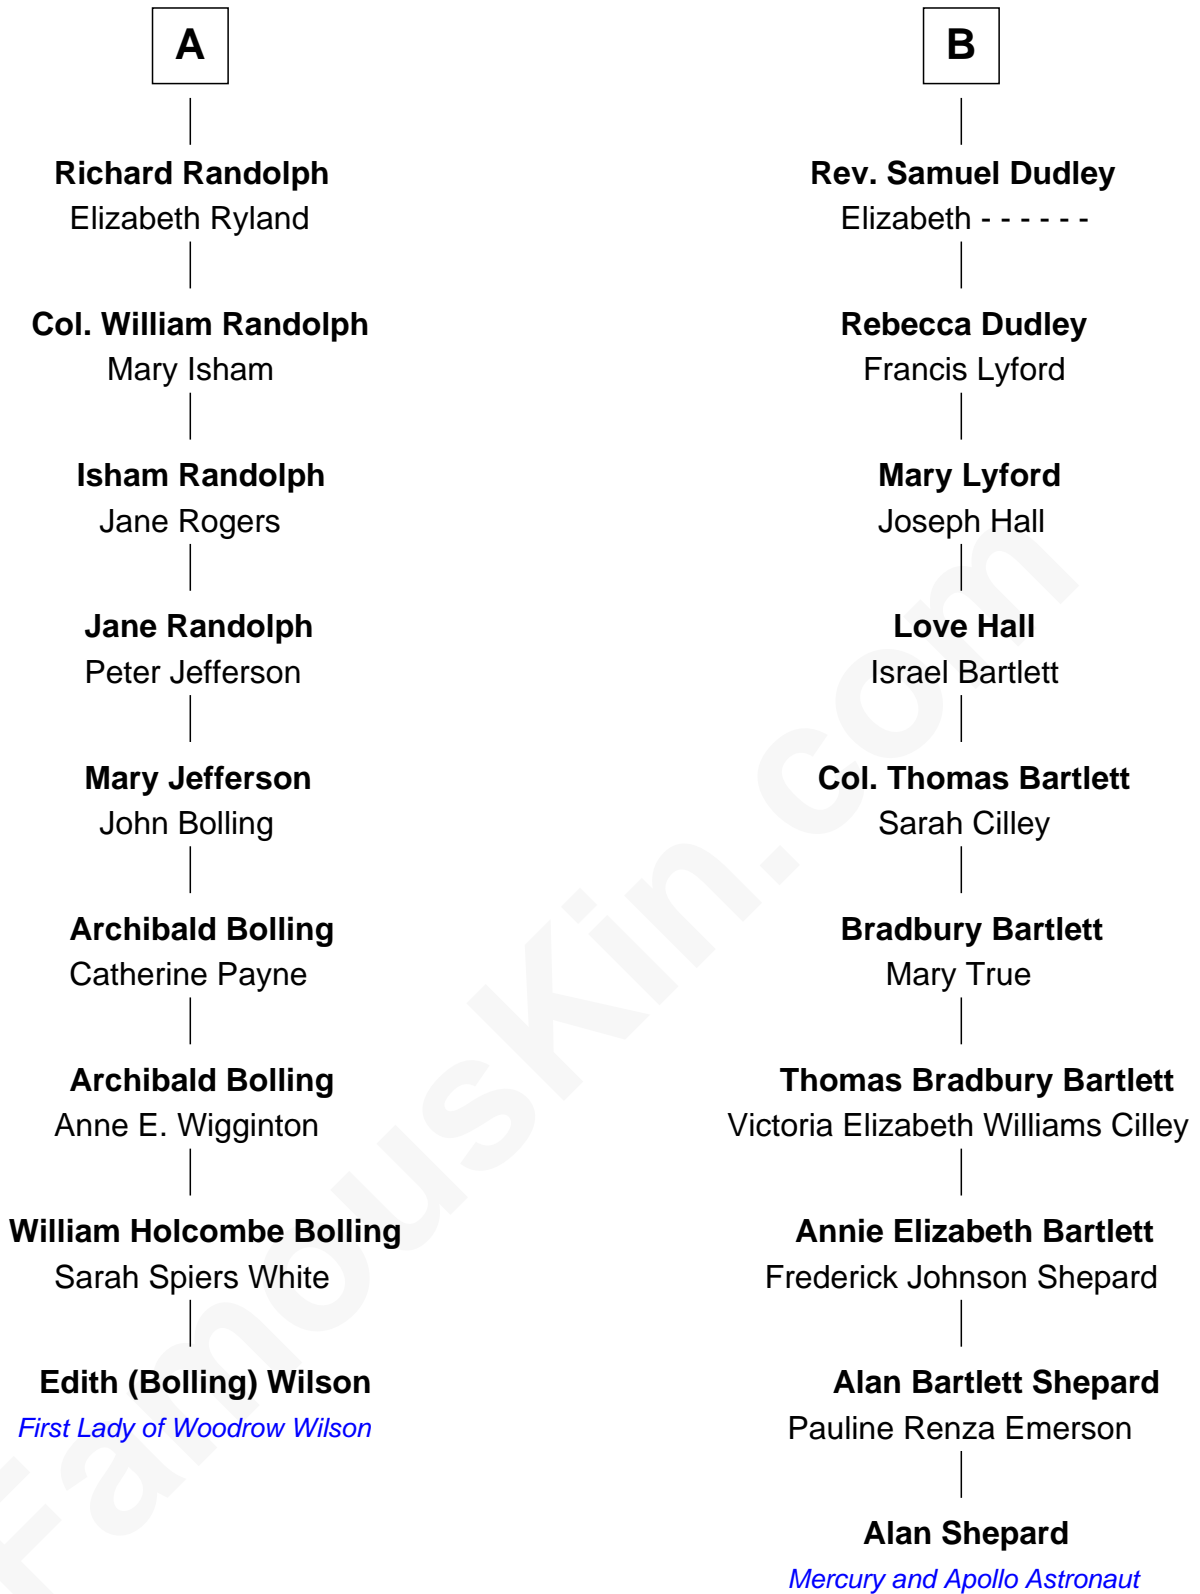 A
Richard Randolph
Elizabeth Ryland
Col. William Randolph
Mary Isham
Isham Randolph
Jane Rogers
Jane Randolph
Peter Jefferson
Mary Jefferson
John Bolling
Archibald Bolling
Catherine Payne
Archibald Bolling
Anne E. Wigginton
William Holcombe Bolling
Sarah Spiers White
Edith (Bolling) Wilson
First Lady of Woodrow Wilson
B
Rev. Samuel Dudley
Elizabeth - - - - - -
Rebecca Dudley
Francis Lyford
Mary Lyford
Joseph Hall
Love Hall
Israel Bartlett
Col. Thomas Bartlett
Sarah Cilley
Bradbury Bartlett
Mary True
Thomas Bradbury Bartlett
Victoria Elizabeth Williams Cilley
Annie Elizabeth Bartlett
Frederick Johnson Shepard
Alan Bartlett Shepard
Pauline Renza Emerson
Alan Shepard
Mercury and Apollo Astronaut
FamousKin.com